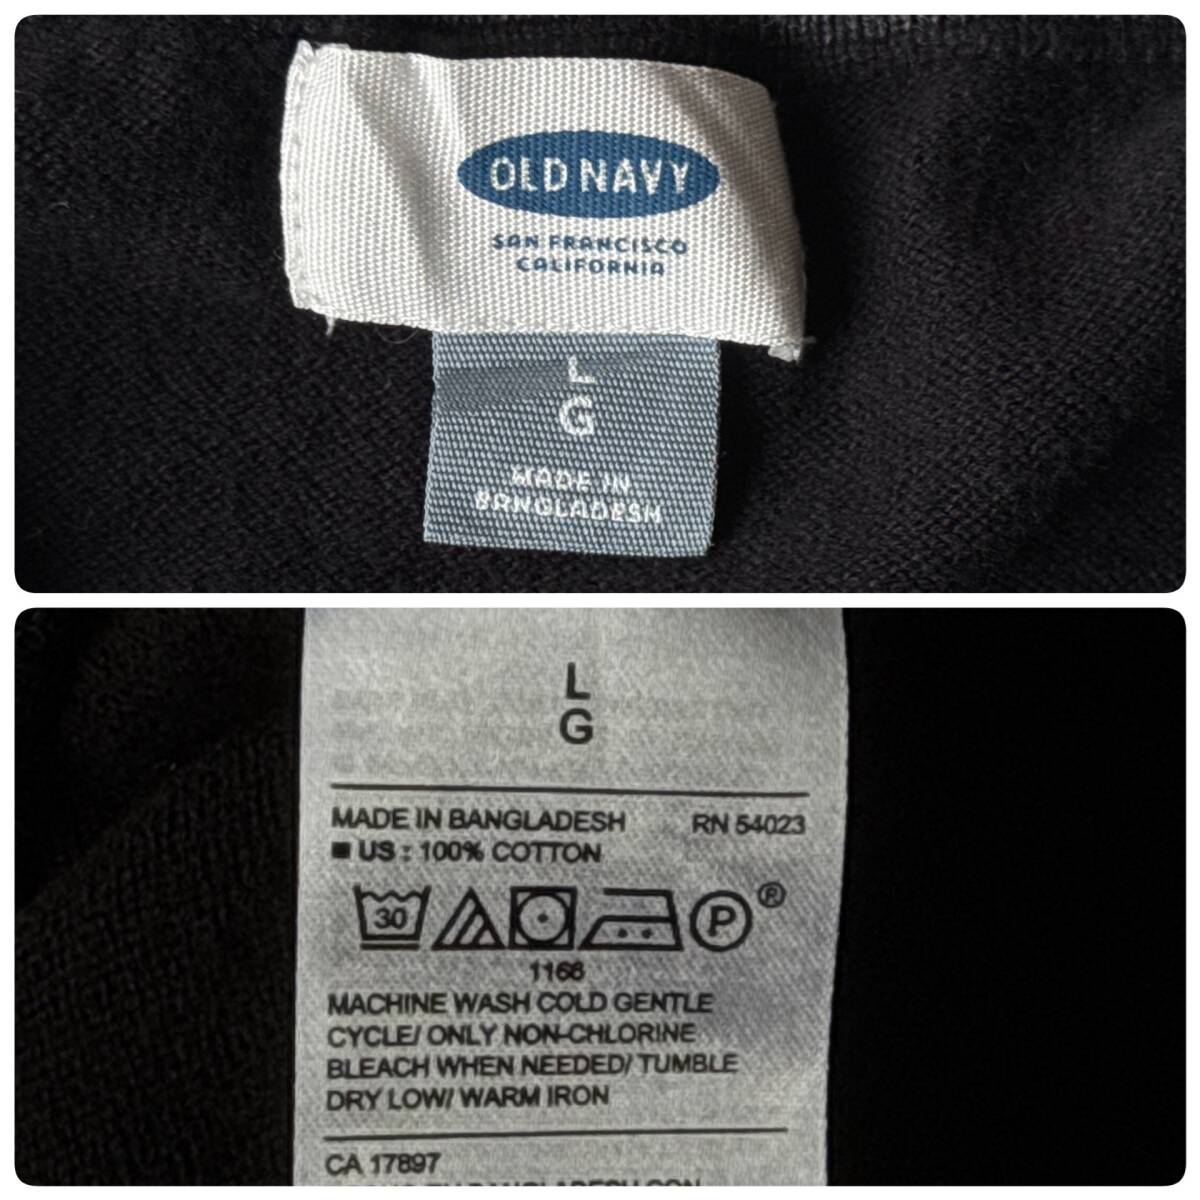 OLD NAVY
SAN FRANCISCO
CALIFORNIA
L
G
MADE IN
BANGLADESH
L
G
MADE IN BANGLADESH RN 54023
US : 100% COTTON
30 P ®
1166
MACHINE WASH COLD GENTLE
CYCLE/ ONLY NON-CHLORINE
BLEACH WHEN NEEDED/ TUMBLE
DRY LOW/ WARM IRON
CA 17897